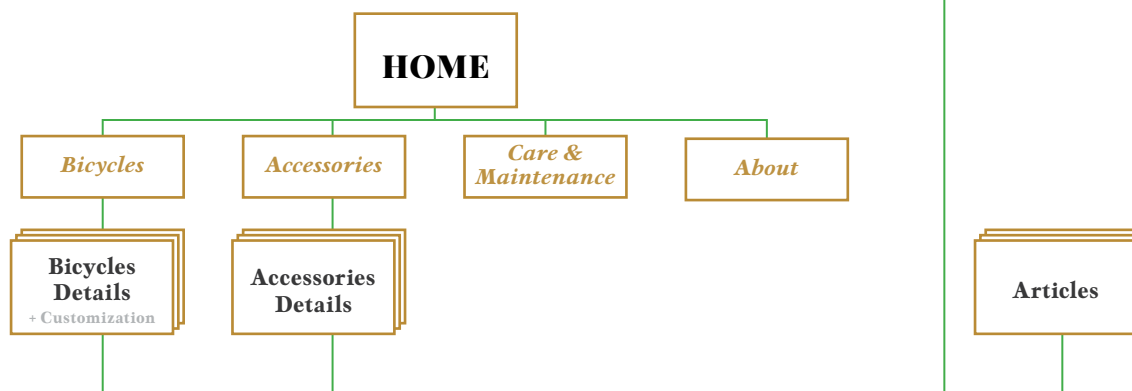 HOME
Bicycles
Accessories
Care &
Maintenance
About
Bicycles
Details
+ Customization
Accessories
Details
Articles